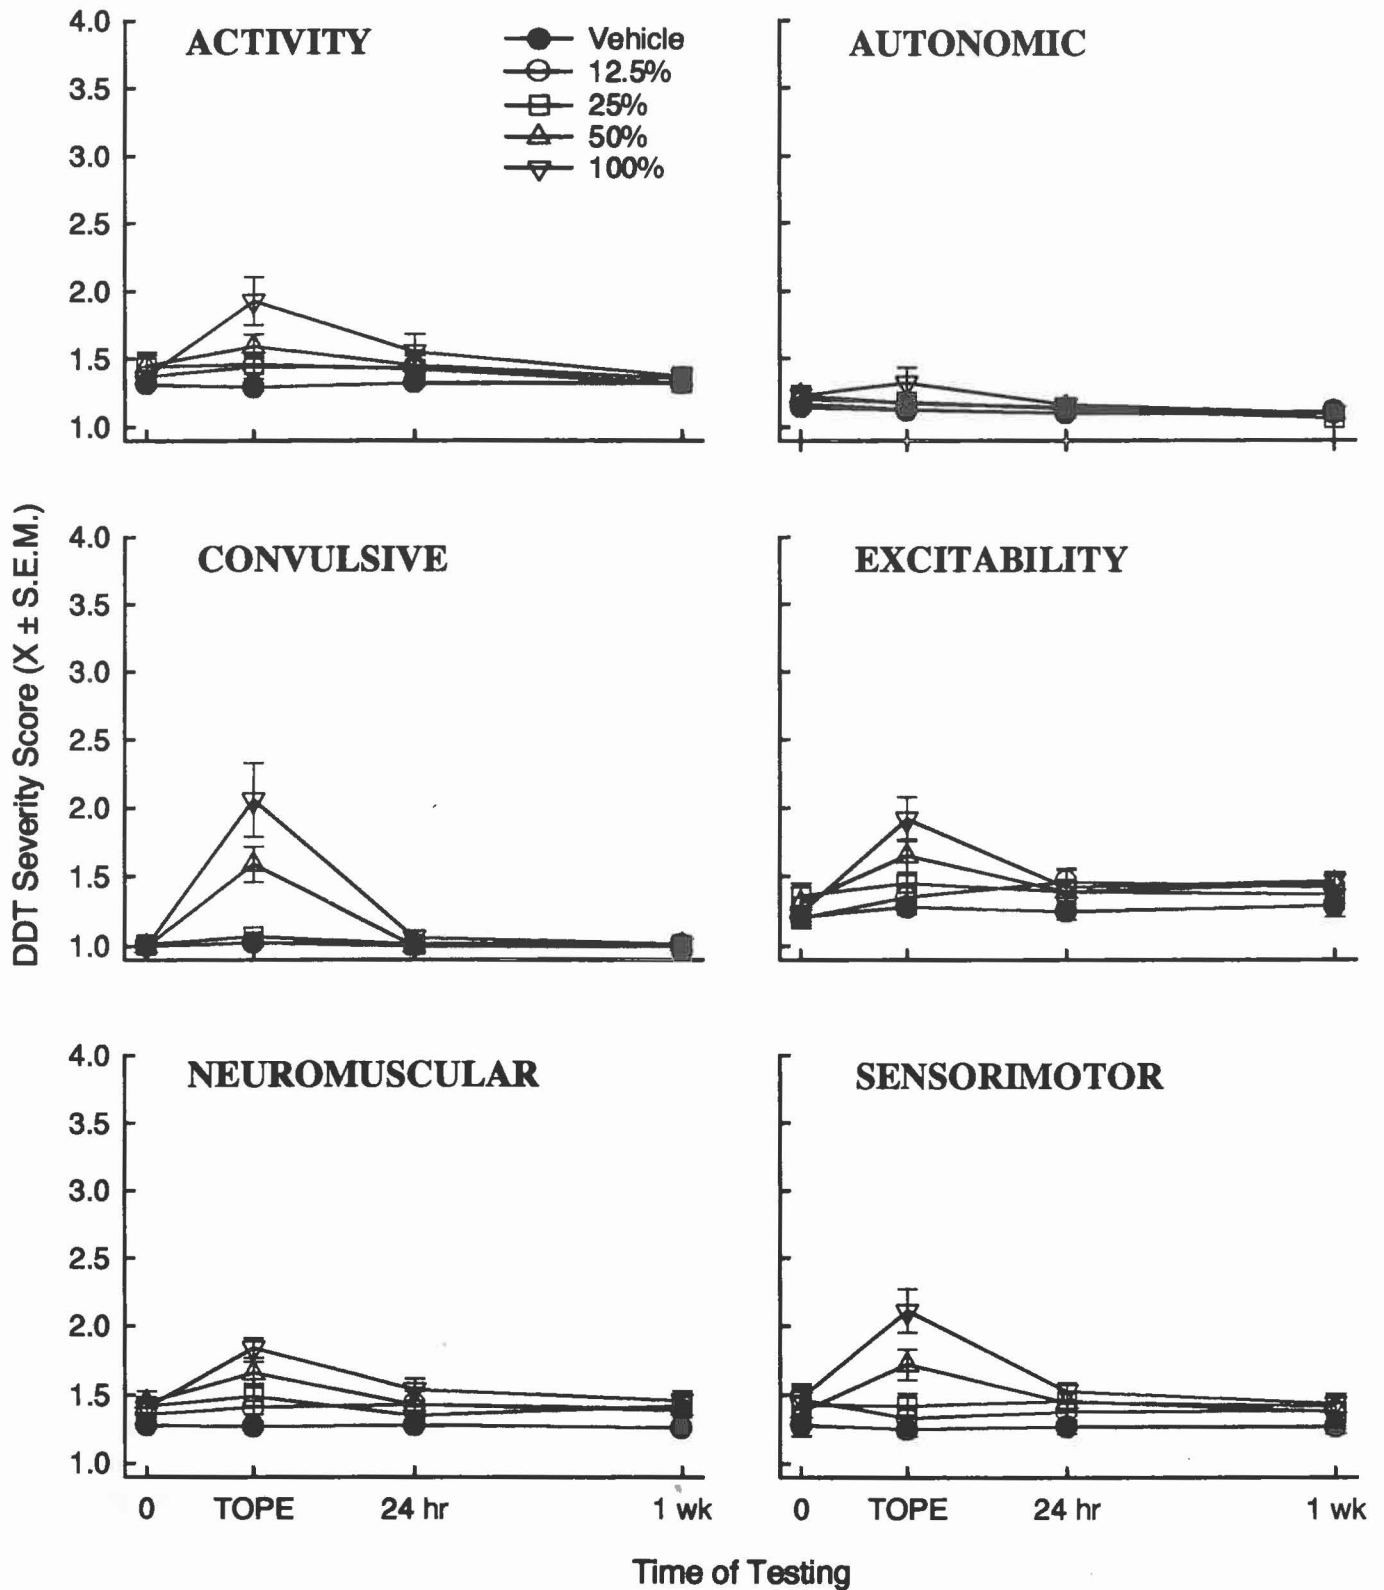 ACTIVITY
Vehicle
12.5%
25%
50%
100%
4.0
3.5
3.0
2.5
2.0
1.5
1.0
AUTONOMIC
CONVULSIVE
4.0
3.5
3.0
2.5
2.0
1.5
1.0
EXCITABILITY
DDT Severity Score (X ± S.E.M.)
NEUROMUSCULAR
4.0
3.5
3.0
2.5
2.0
1.5
1.0
0 TOPE 24 hr 1 wk
SENSORIMOTOR
0 TOPE 24 hr 1 wk
Time of Testing